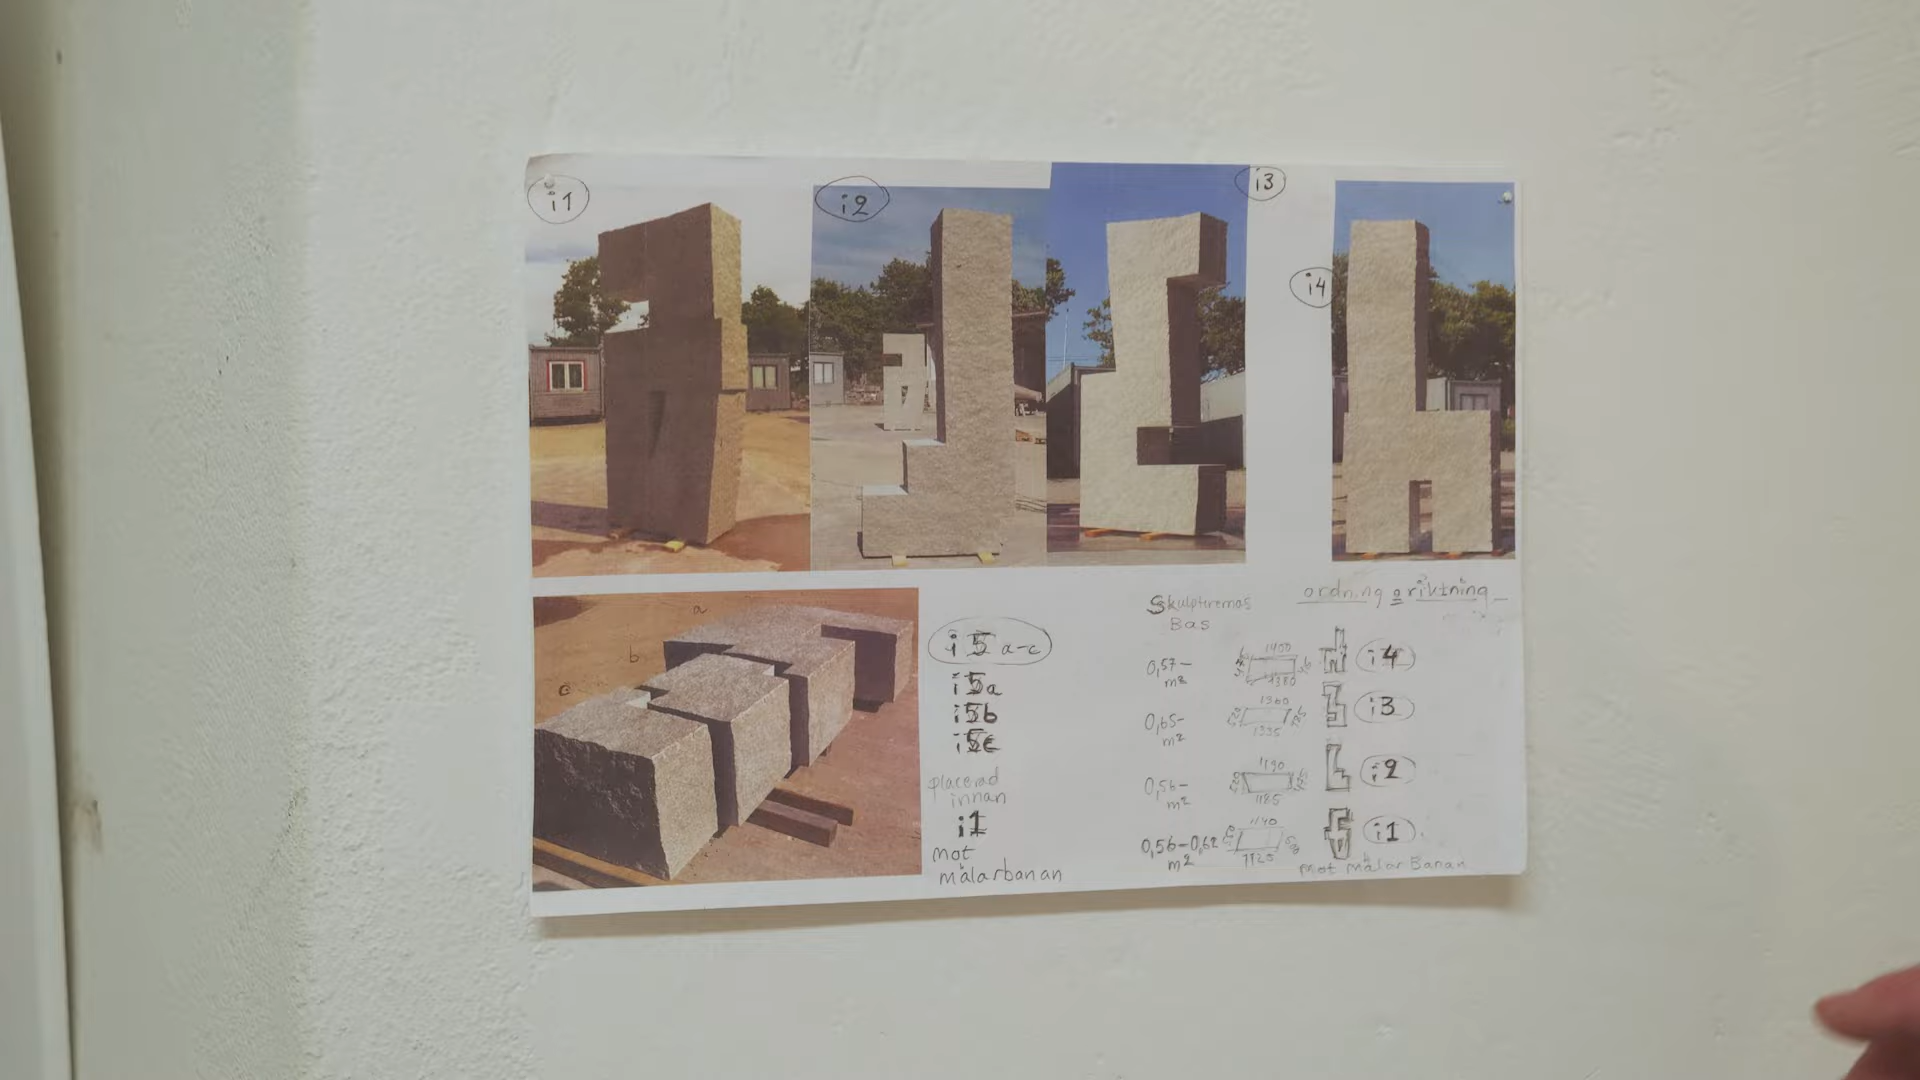 i1
i2
i3
i4
a
b
c
i5 a-c
i5a
i5b
i5c
placerad
innan
i1
mot
mälarbanan
Skulpturernas
Bas
ordning o riktning
0,57-
m²
1400
1380
i4
0,65-
m²
1360
1335
i3
0,56-
m²
1190
1185
i2
0,56-0,62
m²
1140
1125
i1
mot Mälar Banan